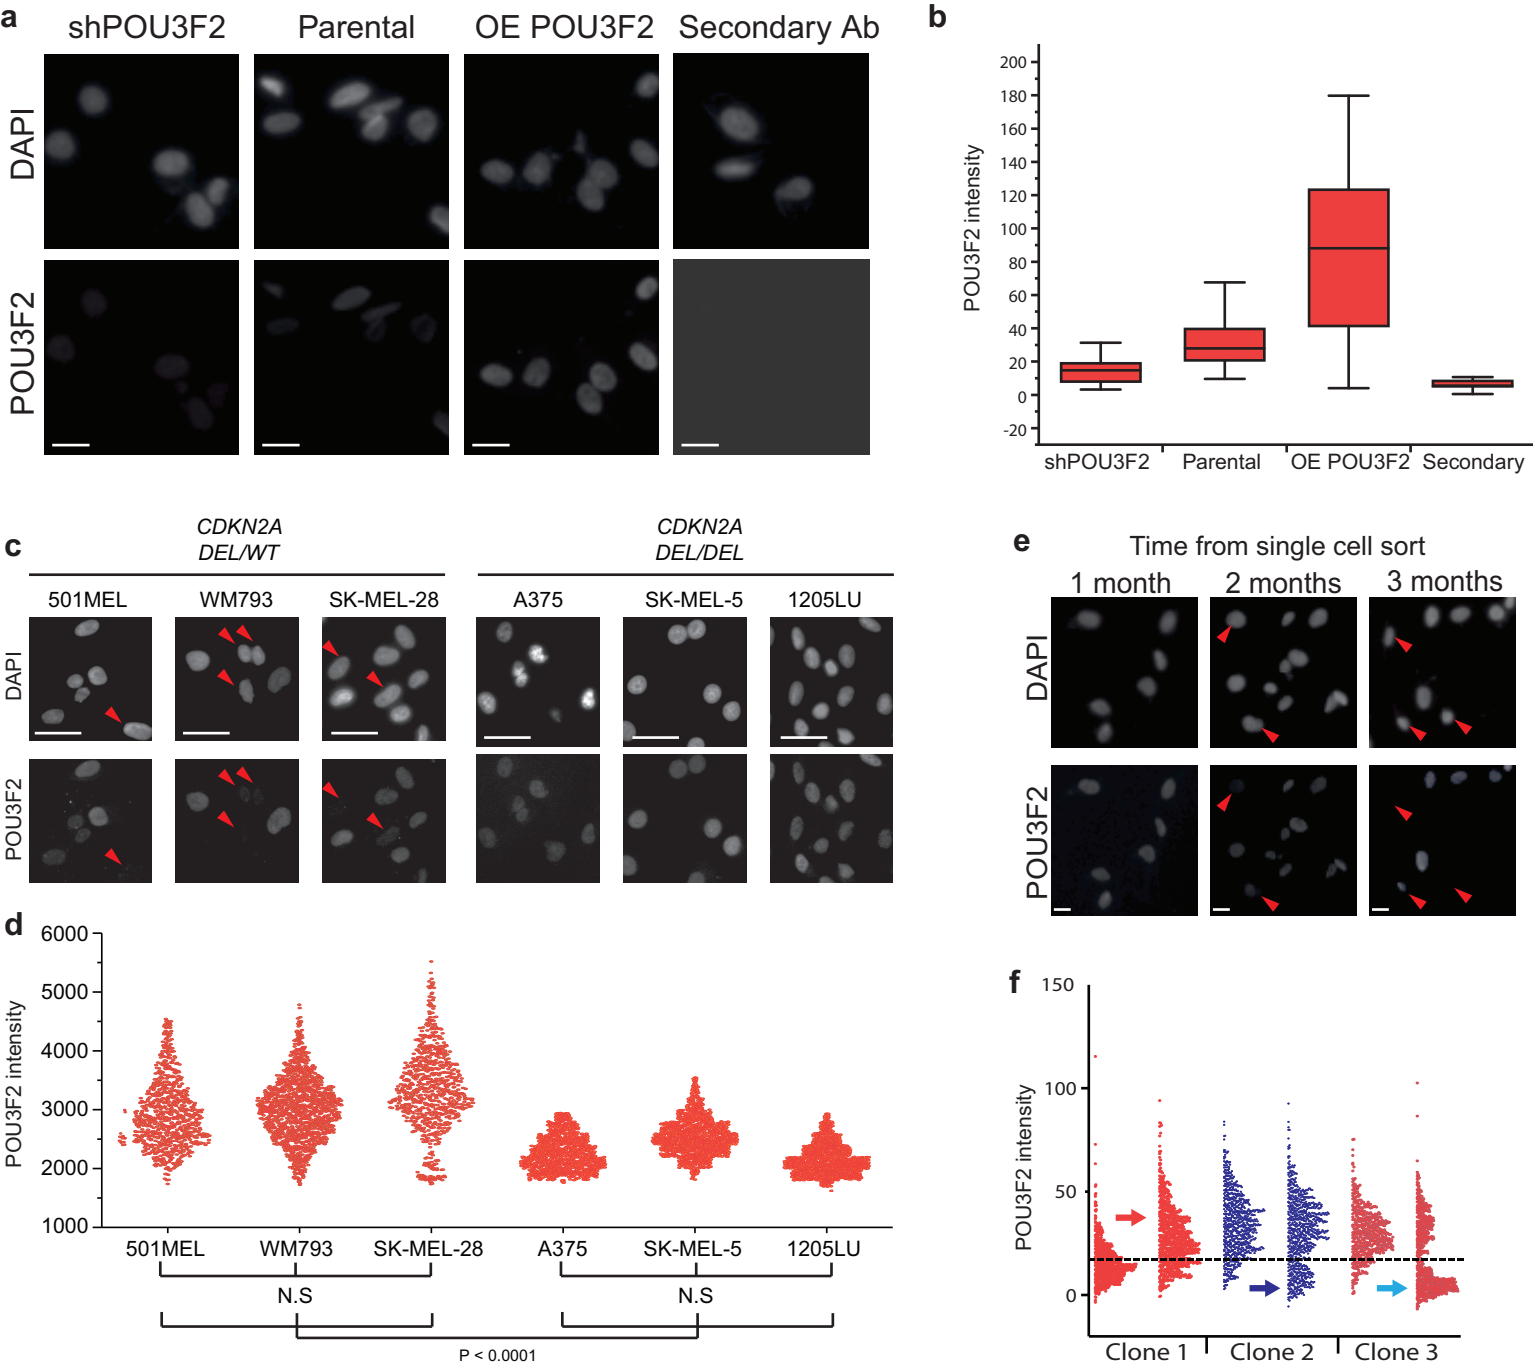 a
shPOU3F2 Parental OE POU3F2 Secondary Ab
DAPI
POU3F2
b
POU3F2 intensity
200
180
160
140
120
100
80
60
40
20
0
-20
shPOU3F2 Parental OE POU3F2 Secondary
c
CDKN2A
DEL/WT
CDKN2A
DEL/DEL
501MEL WM793 SK-MEL-28 A375 SK-MEL-5 1205LU
DAPI
POU3F2
d
POU3F2 intensity
6000
5000
4000
3000
2000
1000
501MEL WM793 SK-MEL-28 A375 SK-MEL-5 1205LU
N.S N.S
P < 0.0001
e
Time from single cell sort
1 month 2 months 3 months
DAPI
POU3F2
f
POU3F2 intensity
150
100
50
0
Clone 1 Clone 2 Clone 3